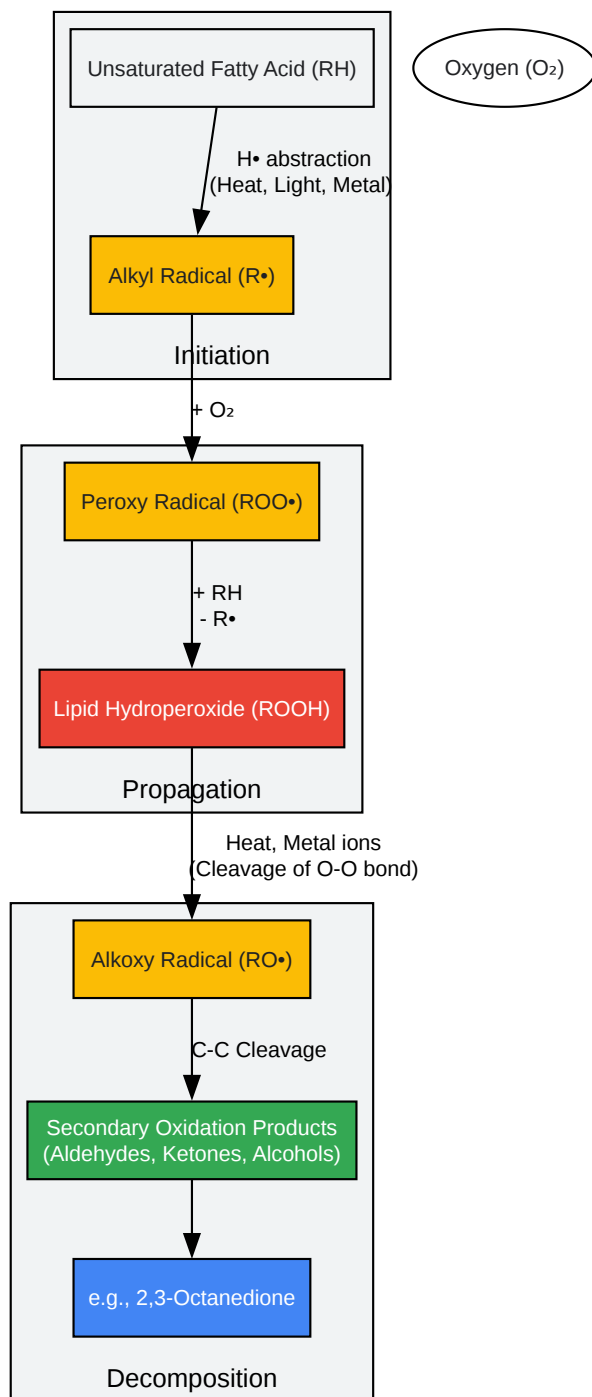 Unsaturated Fatty Acid (RH)
Oxygen (O₂)
H• abstraction
(Heat, Light, Metal)
Alkyl Radical (R•)
Initiation
+ O₂
Peroxy Radical (ROO•)
+ RH
- R•
Lipid Hydroperoxide (ROOH)
Propagation
Heat, Metal ions
(Cleavage of O-O bond)
Alkoxy Radical (RO•)
C-C Cleavage
Secondary Oxidation Products
(Aldehydes, Ketones, Alcohols)
e.g., 2,3-Octanedione
Decomposition